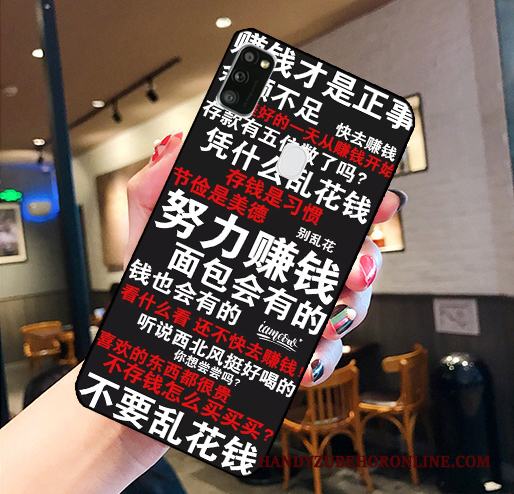 赚钱才是正事
余额不足
美好的一天从赚钱开始
快去赚钱
存款有五位数了吗?
凭什么乱花钱
存钱是习惯
节俭是美德
别乱花
努力赚钱
面包会有的
钱也会有的
看什么看 还不快去赚钱!
听说西北风挺好喝的
你想尝尝吗?
喜欢的东西都很贵
不存钱怎么买买买?
不要乱花钱
HANDYZUBEHORONLINE.COM